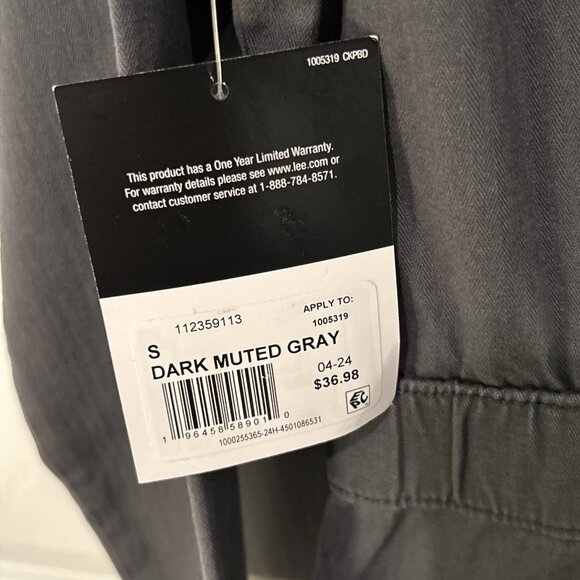 1005319 CKPBD
This product has a One Year Limited Warranty.
For warranty details please see www.lee.com or
contact customer service at 1-888-784-8571.
S 112359113 APPLY TO:
1005319
DARK MUTED GRAY
04-24
$36.98
1 96458 58901 0
1000255365-24H-4501086531
EPC